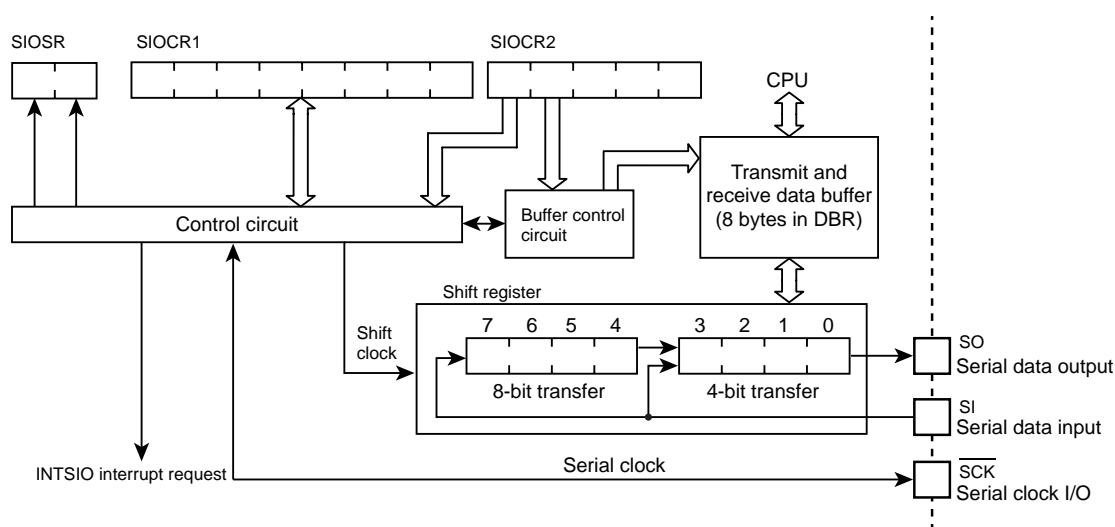 SIOSR
SIOCR1
SIOCR2
CPU
Transmit and
receive data buffer
(8 bytes in DBR)
Control circuit
Buffer control
circuit
Shift register
7 6 5 4 3 2 1 0
Shift
clock
8-bit transfer
4-bit transfer
SO
Serial data output
SI
Serial data input
INTSIO interrupt request
Serial clock
SCK
Serial clock I/O